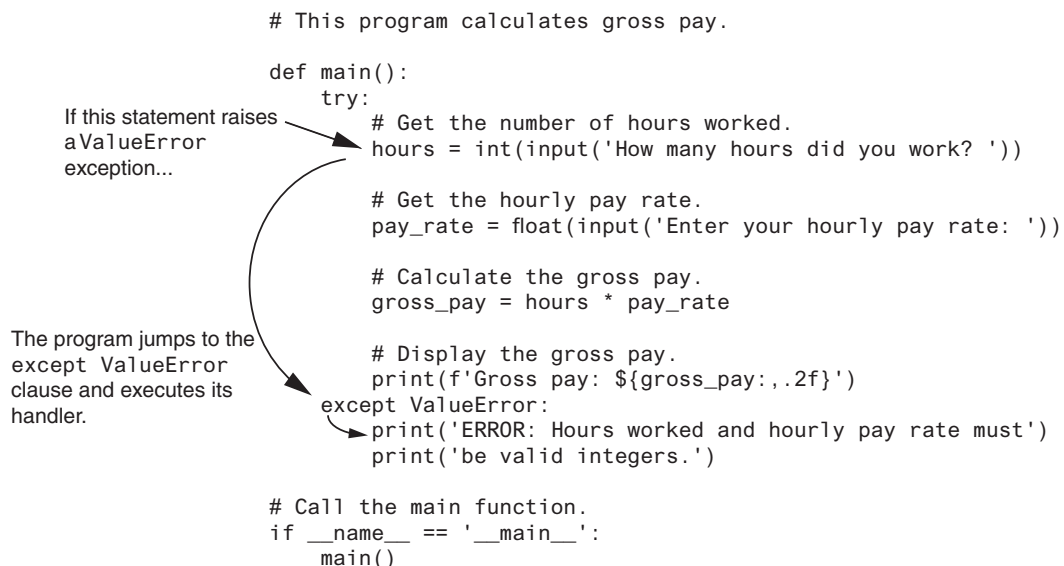 # This program calculates gross pay.
def main():
    try:
If this statement raises
a ValueError
exception...
        # Get the number of hours worked.
        hours = int(input('How many hours did you work? '))
        # Get the hourly pay rate.
        pay_rate = float(input('Enter your hourly pay rate: '))
        # Calculate the gross pay.
        gross_pay = hours * pay_rate
The program jumps to the
except ValueError
clause and executes its
handler.
        # Display the gross pay.
        print(f'Gross pay: ${gross_pay:,.2f}')
    except ValueError:
        print('ERROR: Hours worked and hourly pay rate must')
        print('be valid integers.')
# Call the main function.
if __name__ == '__main__':
    main()